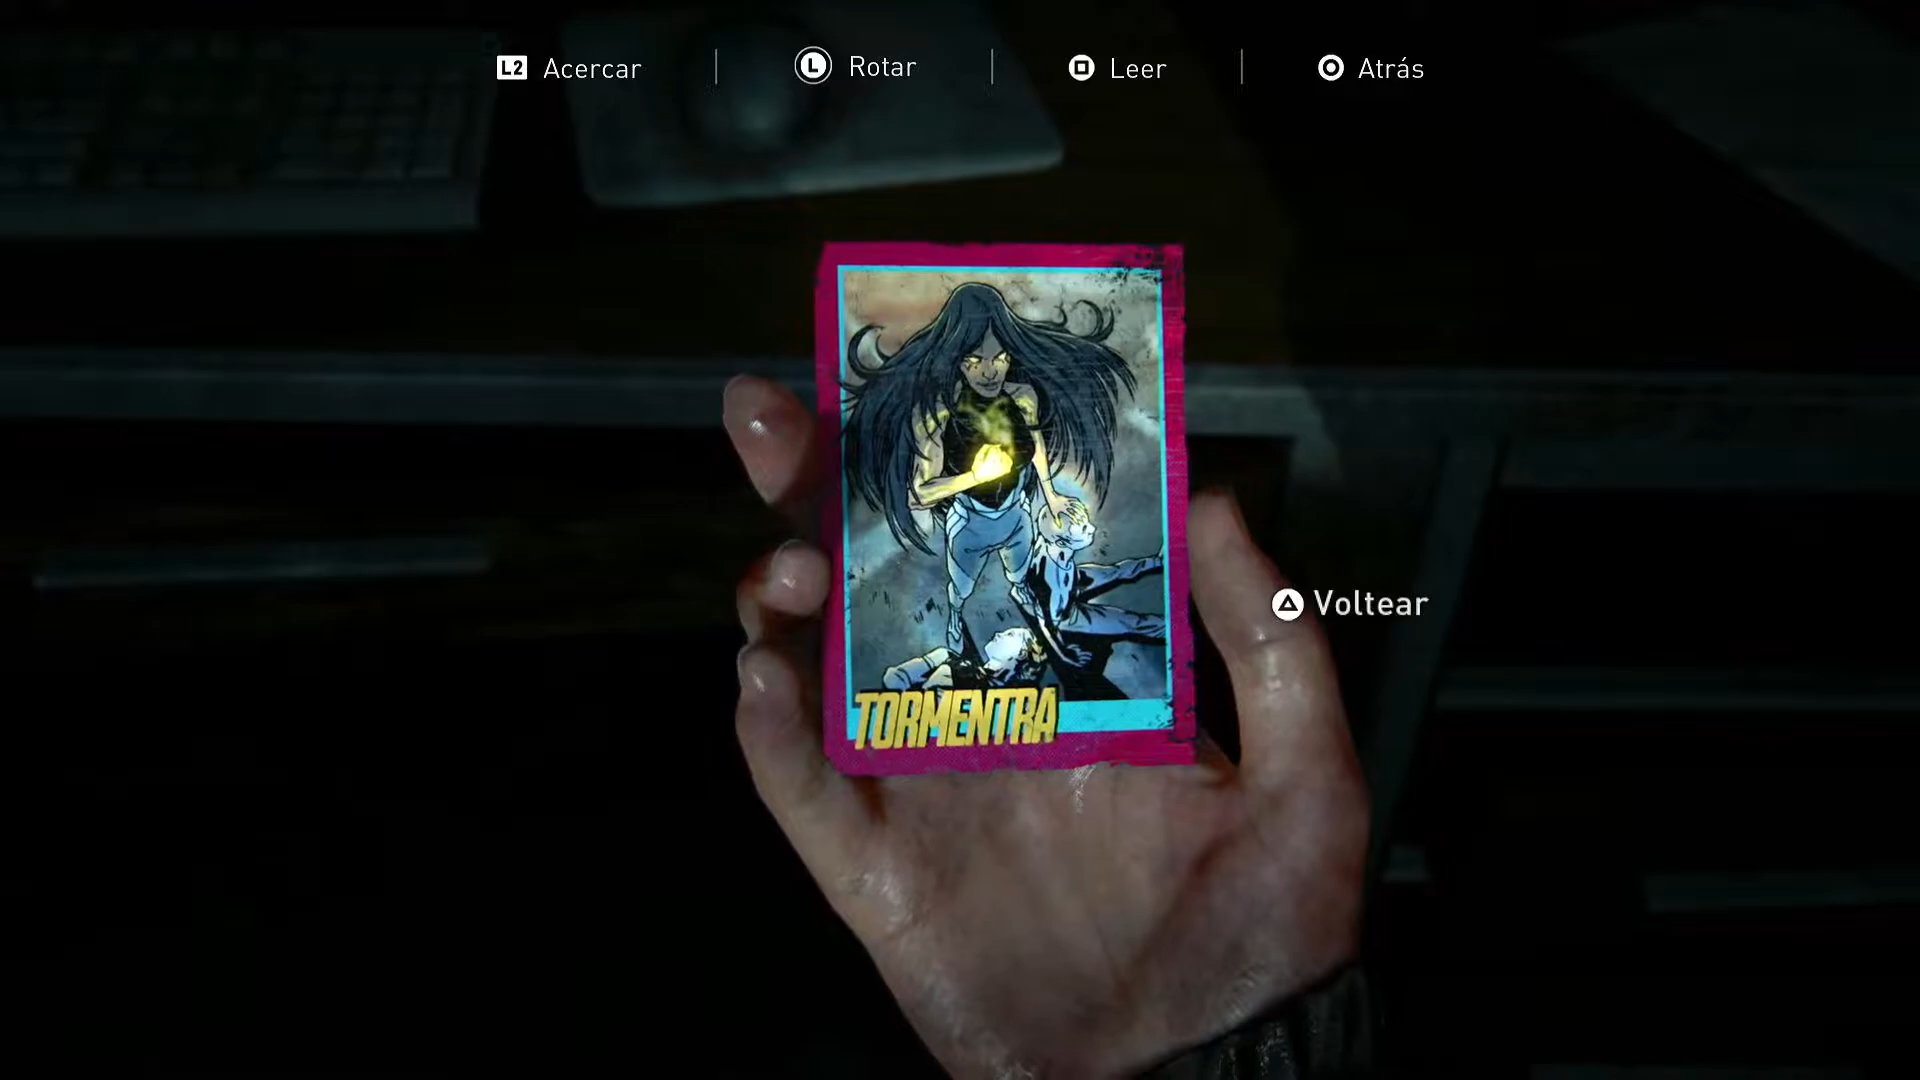 L2 Acercar
L Rotar
Leer
Atrás
Voltear
TORMENTRA